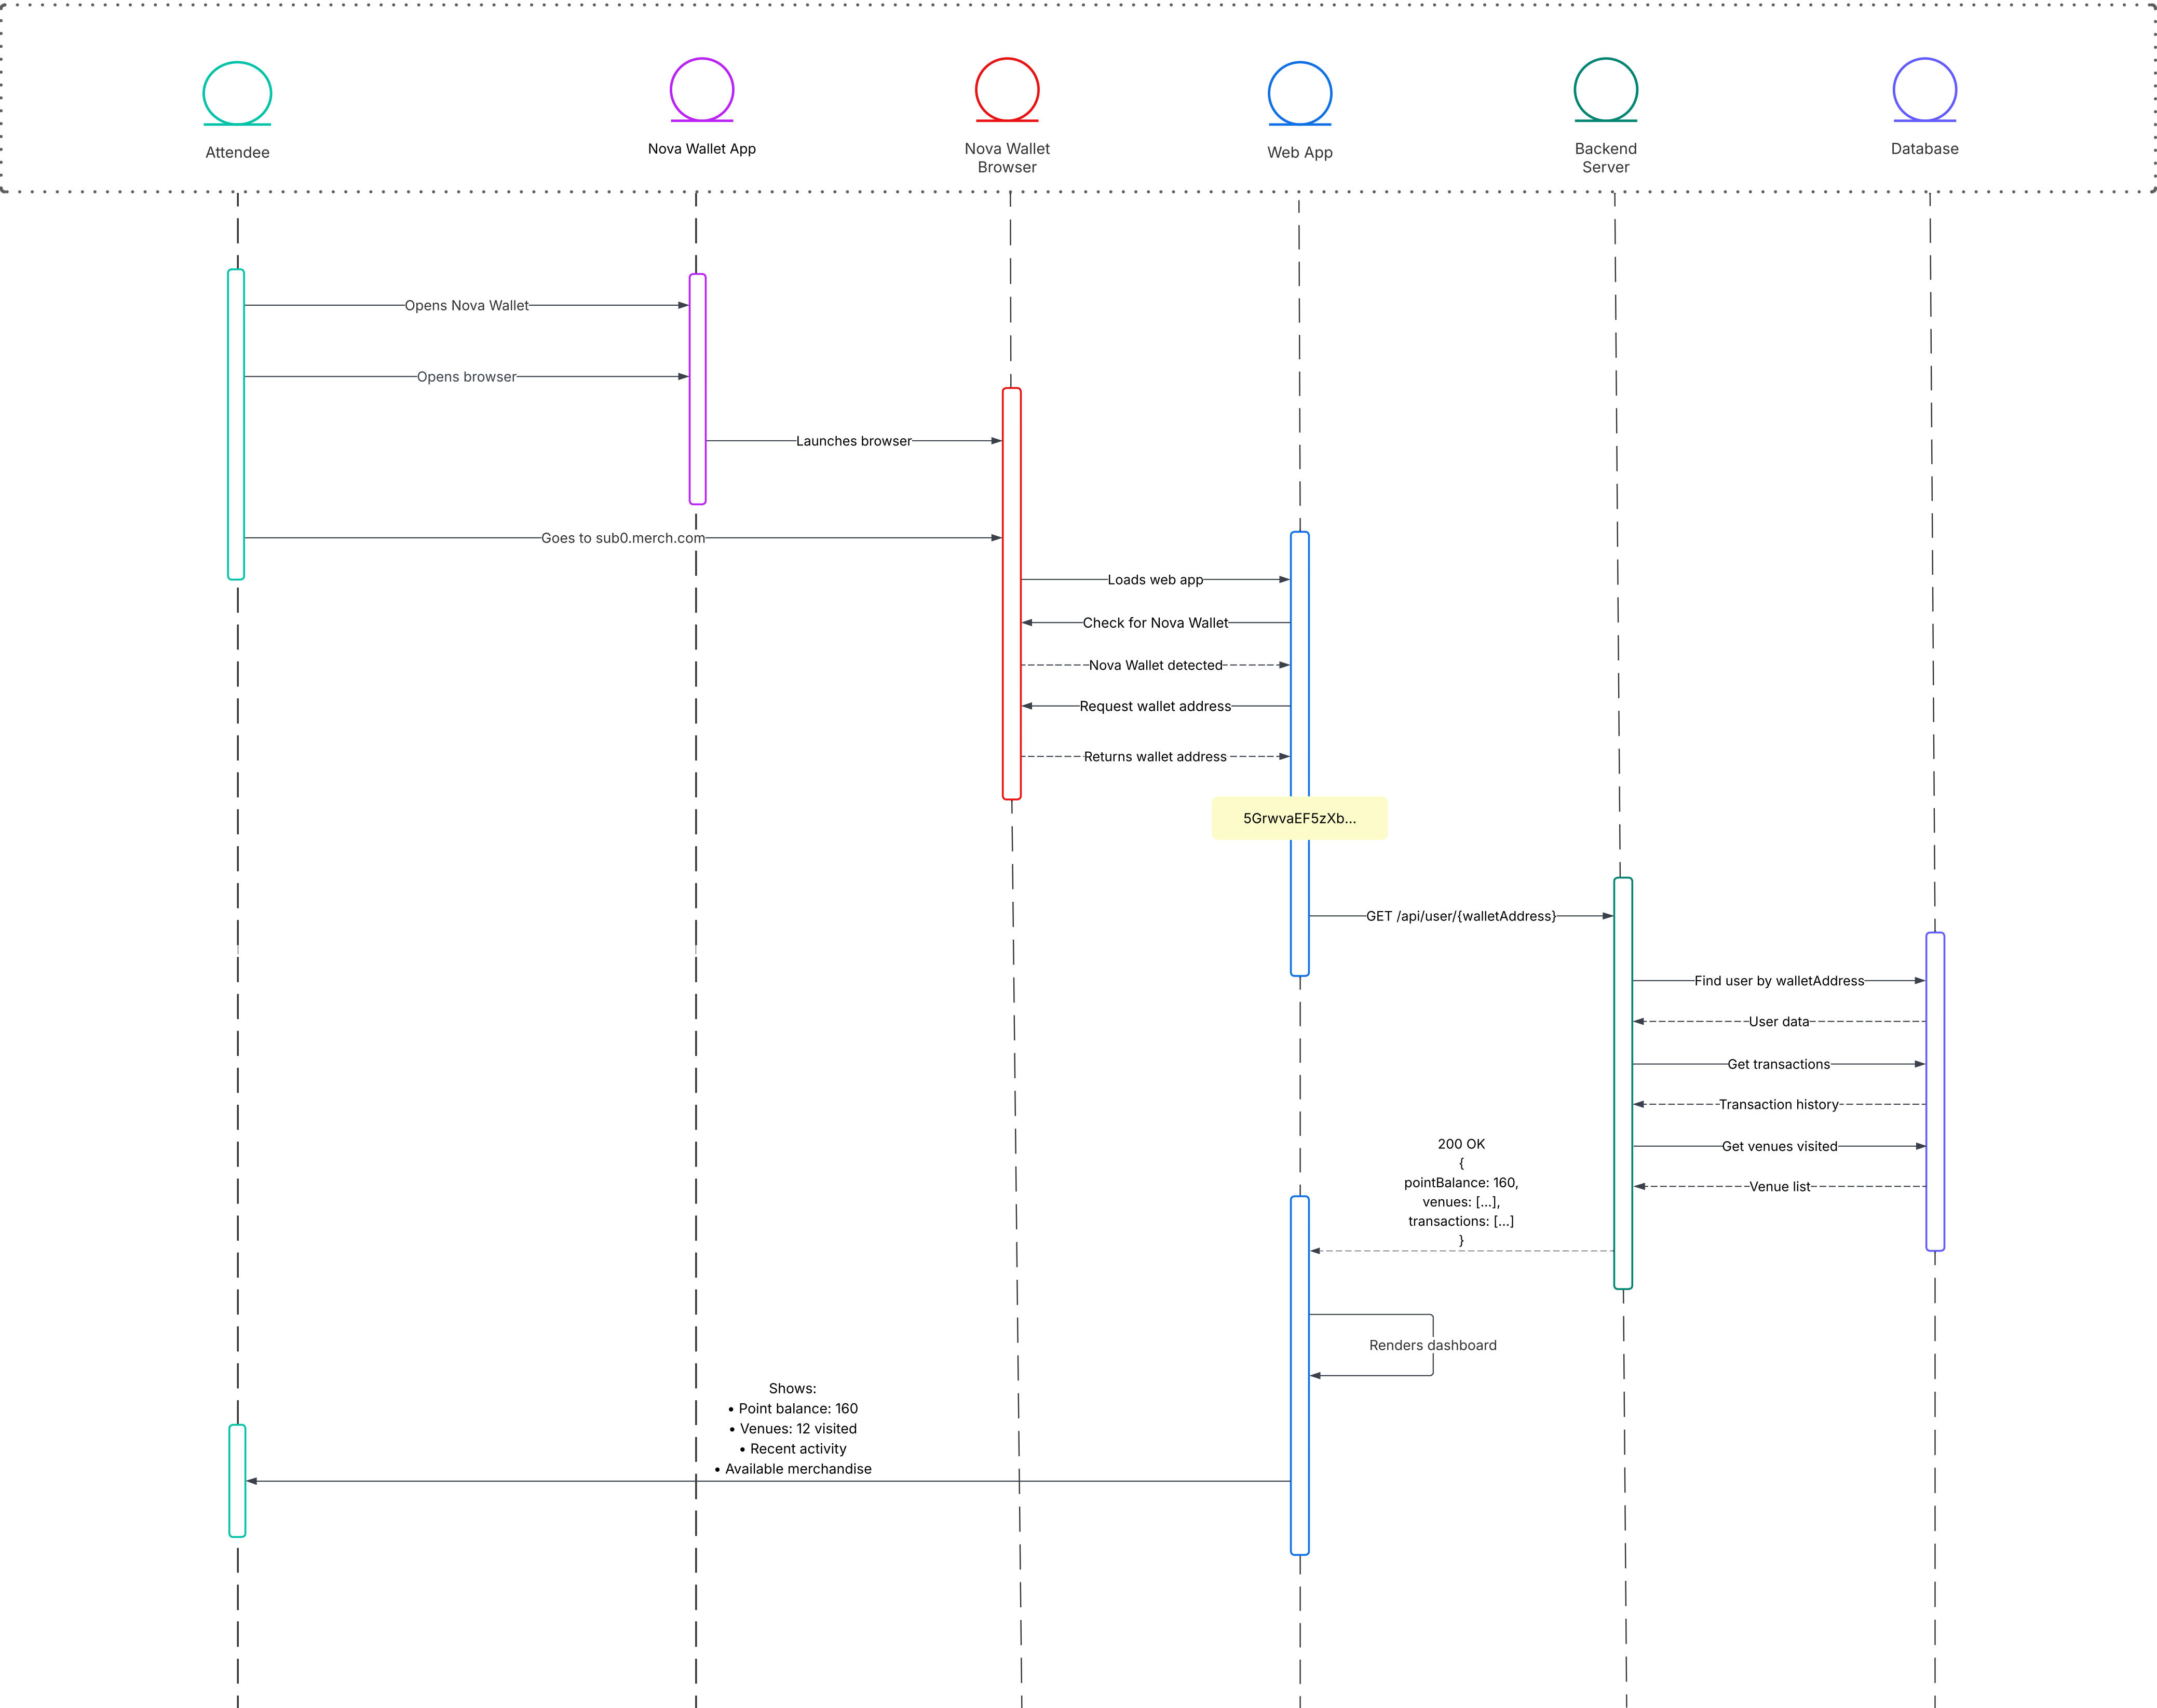 Attendee
Nova Wallet App
Nova Wallet
Browser
Web App
Backend
Server
Database
Opens Nova Wallet
Opens browser
Launches browser
Goes to sub0.merch.com
Loads web app
Check for Nova Wallet
Nova Wallet detected
Request wallet address
Returns wallet address
5GrwvaEF5zXb...
GET /api/user/{walletAddress}
Find user by walletAddress
User data
Get transactions
Transaction history
Get venues visited
Venue list
200 OK
{
pointBalance: 160,
venues: [...],
transactions: [...]
}
Renders dashboard
Shows:
• Point balance: 160
• Venues: 12 visited
• Recent activity
• Available merchandise